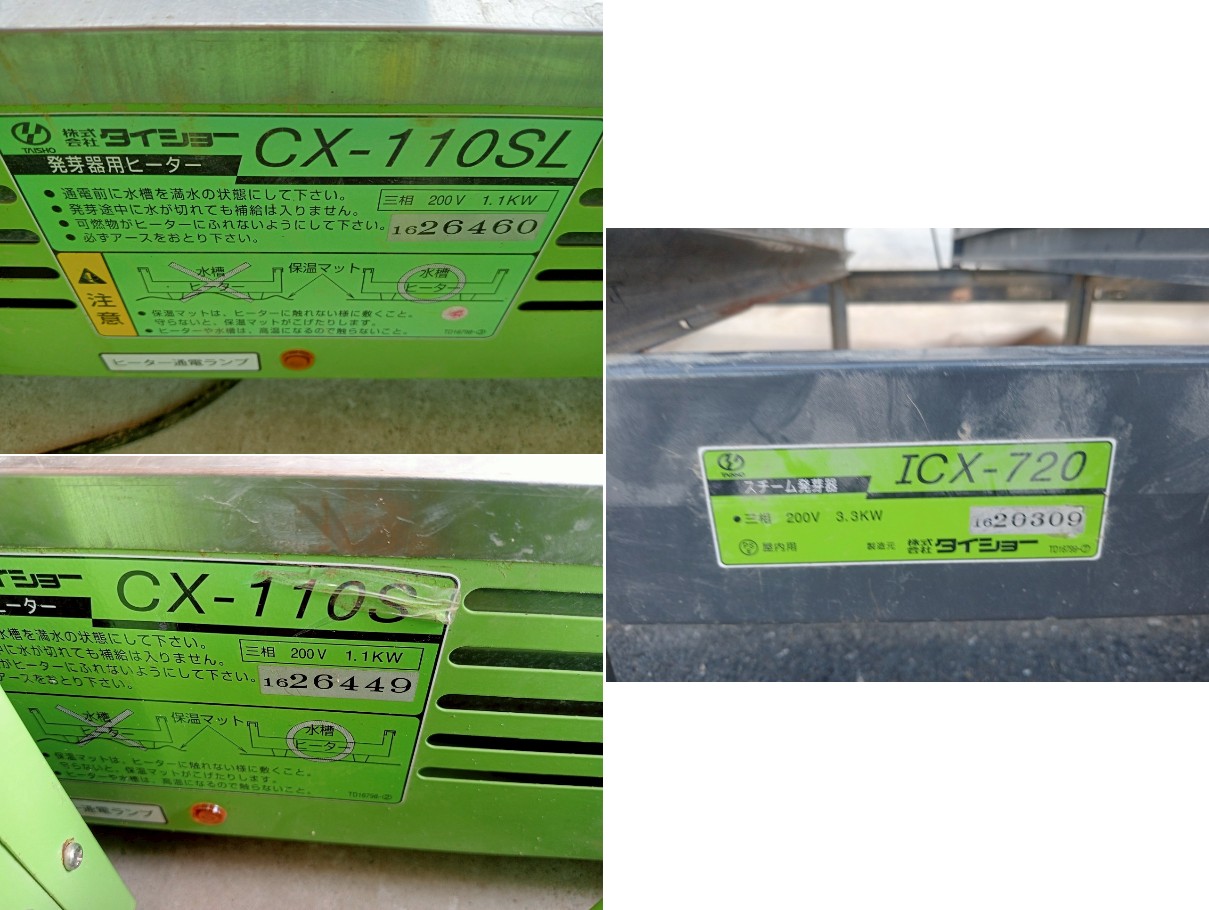 TAISHO
株式会社 タイショー CX-110SL
発芽器用ヒーター
● 通電前に水槽を満水の状態にして下さい。
● 発芽途中に水が切れても補給は入りません。
● 可燃物がヒーターにふれないようにして下さい。
● 必ずアースをおとり下さい。
三相 200V 1.1KW
1626460
注意
水槽 ヒーター
保温マット
水槽 ヒーター
● 保温マットは、ヒーターに触れない様に敷くこと。
守らないと、保温マットがこげたりします。
● ヒーターや水槽は、高温になるので触らないこと。
TD16798-②
ヒーター通電ランプ
イショー CX-110S
ヒーター
水槽を満水の状態にして下さい。
中に水が切れても補給は入りません。
がヒーターにふれないようにして下さい。
アースをおとり下さい。
三相 200V 1.1KW
1626449
水槽
ーター
保温マット
水槽
ヒーター
● 保温マットは、ヒーターに触れない様に敷くこと。
守らないと、保温マットがこげたりします。
● ヒーターや水槽は、高温になるので触らないこと。
TD16798-②
通電ランプ
TAISHO
ICX-720
スチーム発芽器
● 三相 200V 3.3KW
1620309
屋内用
製造元 株式会社 タイショー
TD16799-②